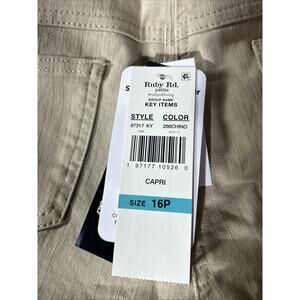 Ruby Rd.
petite
GROUP NAME
KEY ITEMS
STYLE COLOR
97317 KY 266CHINO
1 97177 10526 0
CAPRI
SIZE 16P